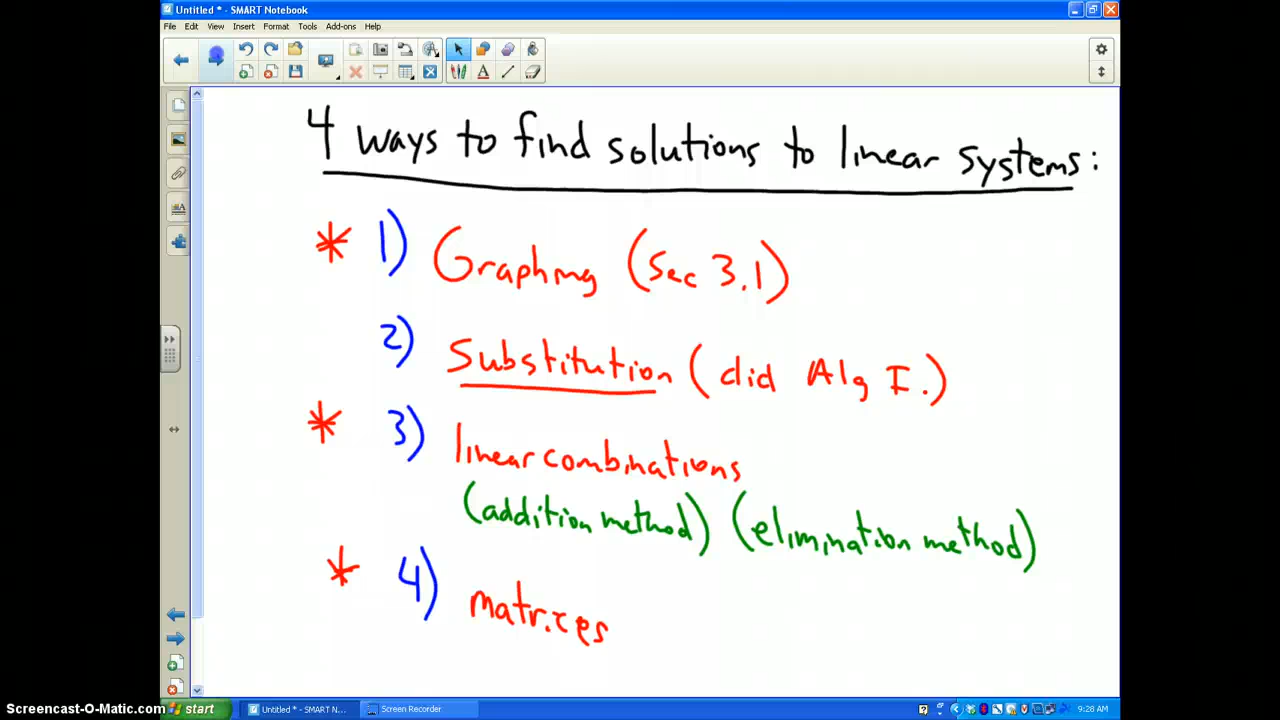 Untitled * - SMART Notebook
File Edit View Insert Format Tools Add-ons Help
4 ways to find solutions to linear systems:
* 1) Graphing (Sec 3.1)
2) Substitution (did Alg I.)
* 3) linear combinations
(addition method) (elimination method)
* 4) matrices
Screencast-O-Matic.com
start
Untitled * - SMART N...
Screen Recorder
9:28 AM